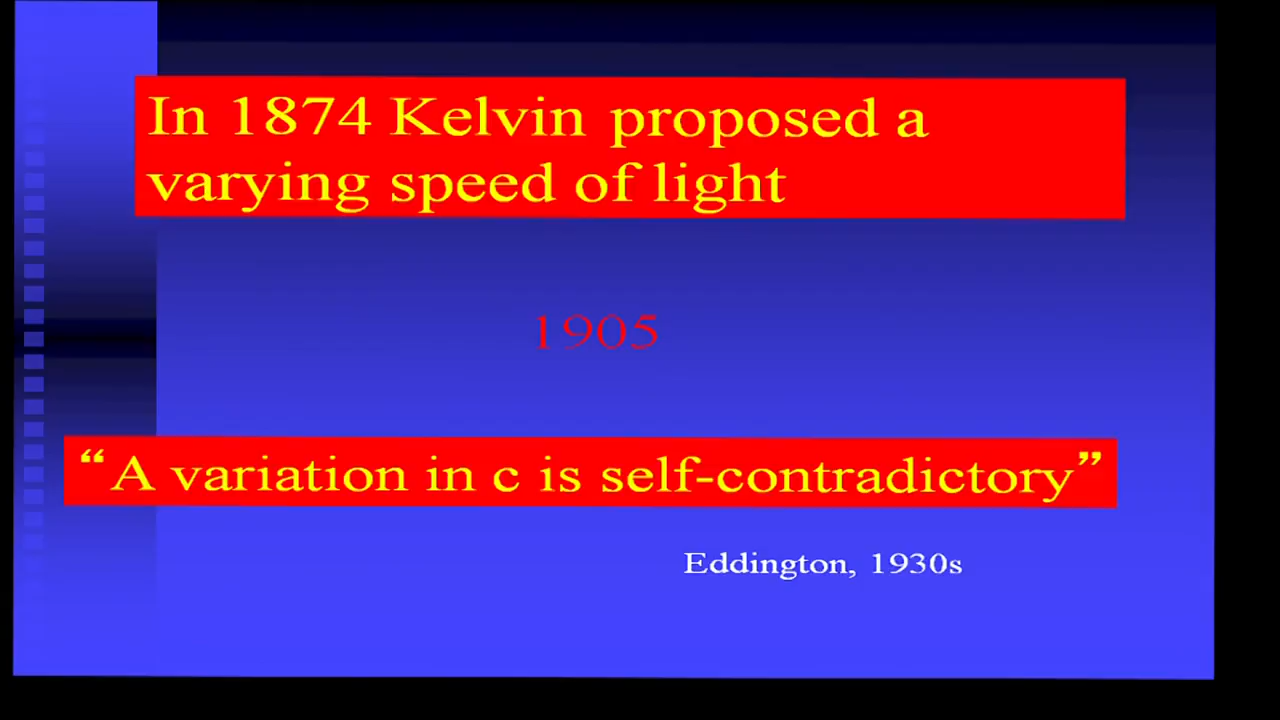 In 1874 Kelvin proposed a
varying speed of light
1905
“A variation in c is self-contradictory”
Eddington, 1930s